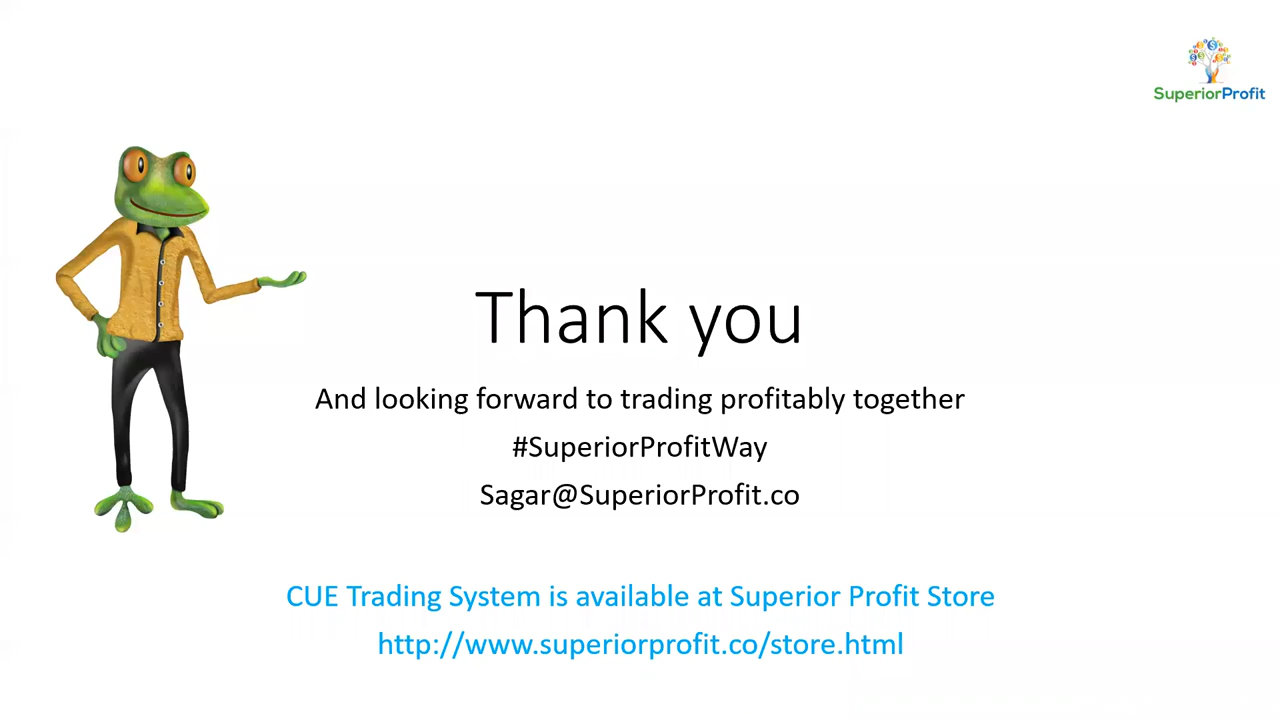 SuperiorProfit
Thank you
And looking forward to trading profitably together
#SuperiorProfitWay
Sagar@SuperiorProfit.co
CUE Trading System is available at Superior Profit Store
http://www.superiorprofit.co/store.html